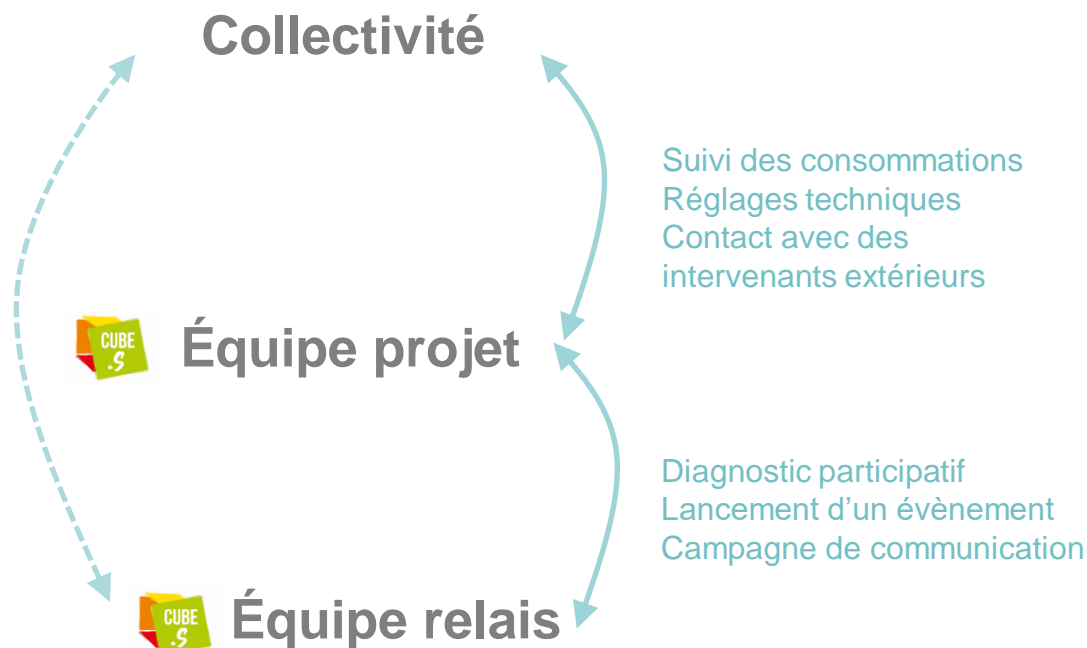 Collectivité
Suivi des consommations
Réglages techniques
Contact avec des
intervenants extérieurs
CUBE
.S
Équipe projet
Diagnostic participatif
Lancement d’un évènement
Campagne de communication
CUBE
.S
Équipe relais